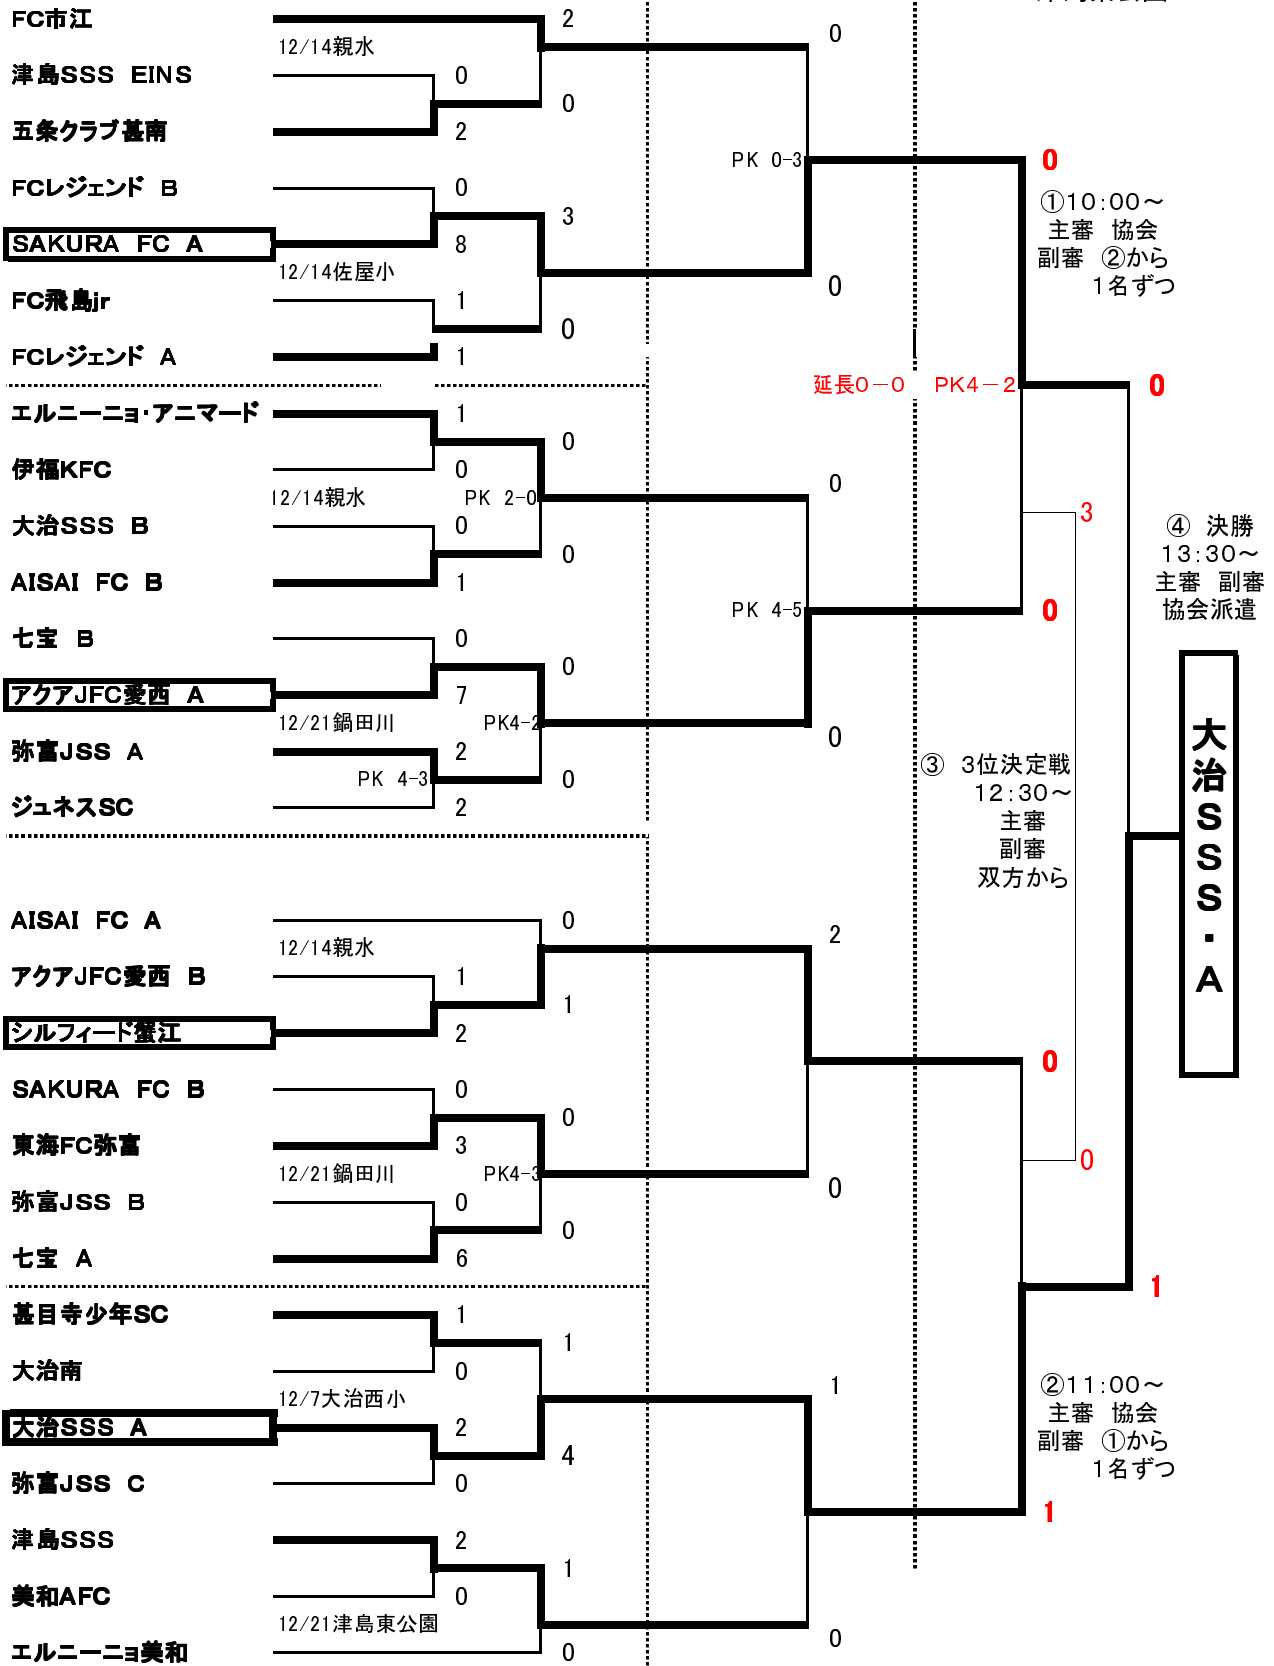 FC市江
2
0
12/14親水
津島SSS EINS
0
0
五条クラブ甚南
2
PK 0-3
0
FCレジェンド B
0
①10:00～
主審 協会
副審 ②から
1名ずつ
3
SAKURA FC A
8
12/14佐屋小
0
FC飛島jr
1
0
FCレジェンド A
1
延長0－0 PK4－2
0
エルニーニョ・アニマード
1
0
伊福KFC
0
0
12/14親水
PK 2-0
3
大治SSS B
0
④ 決勝
13:30～
主審 副審
協会派遣
0
AISAI FC B
1
PK 4-5
0
七宝 B
0
0
アクアJFC愛西 A
7
12/21鍋田川
PK4-2
0
弥富JSS A
2
③ 3位決定戦
12:30～
主審
副審
双方から
PK 4-3
0
ジュネスSC
2
大治SSS・A
AISAI FC A
0
2
12/14親水
アクアJFC愛西 B
1
1
シルフィード蟹江
2
0
SAKURA FC B
0
0
東海FC弥富
3
0
12/21鍋田川
PK4-3
0
弥富JSS B
0
0
七宝 A
6
1
甚目寺少年SC
1
1
大治南
0
1
②11:00～
主審 協会
副審 ①から
1名ずつ
12/7大治西小
大治SSS A
2
4
弥富JSS C
0
1
津島SSS
2
1
美和AFC
0
12/21津島東公園
0
エルニーニョ美和
0